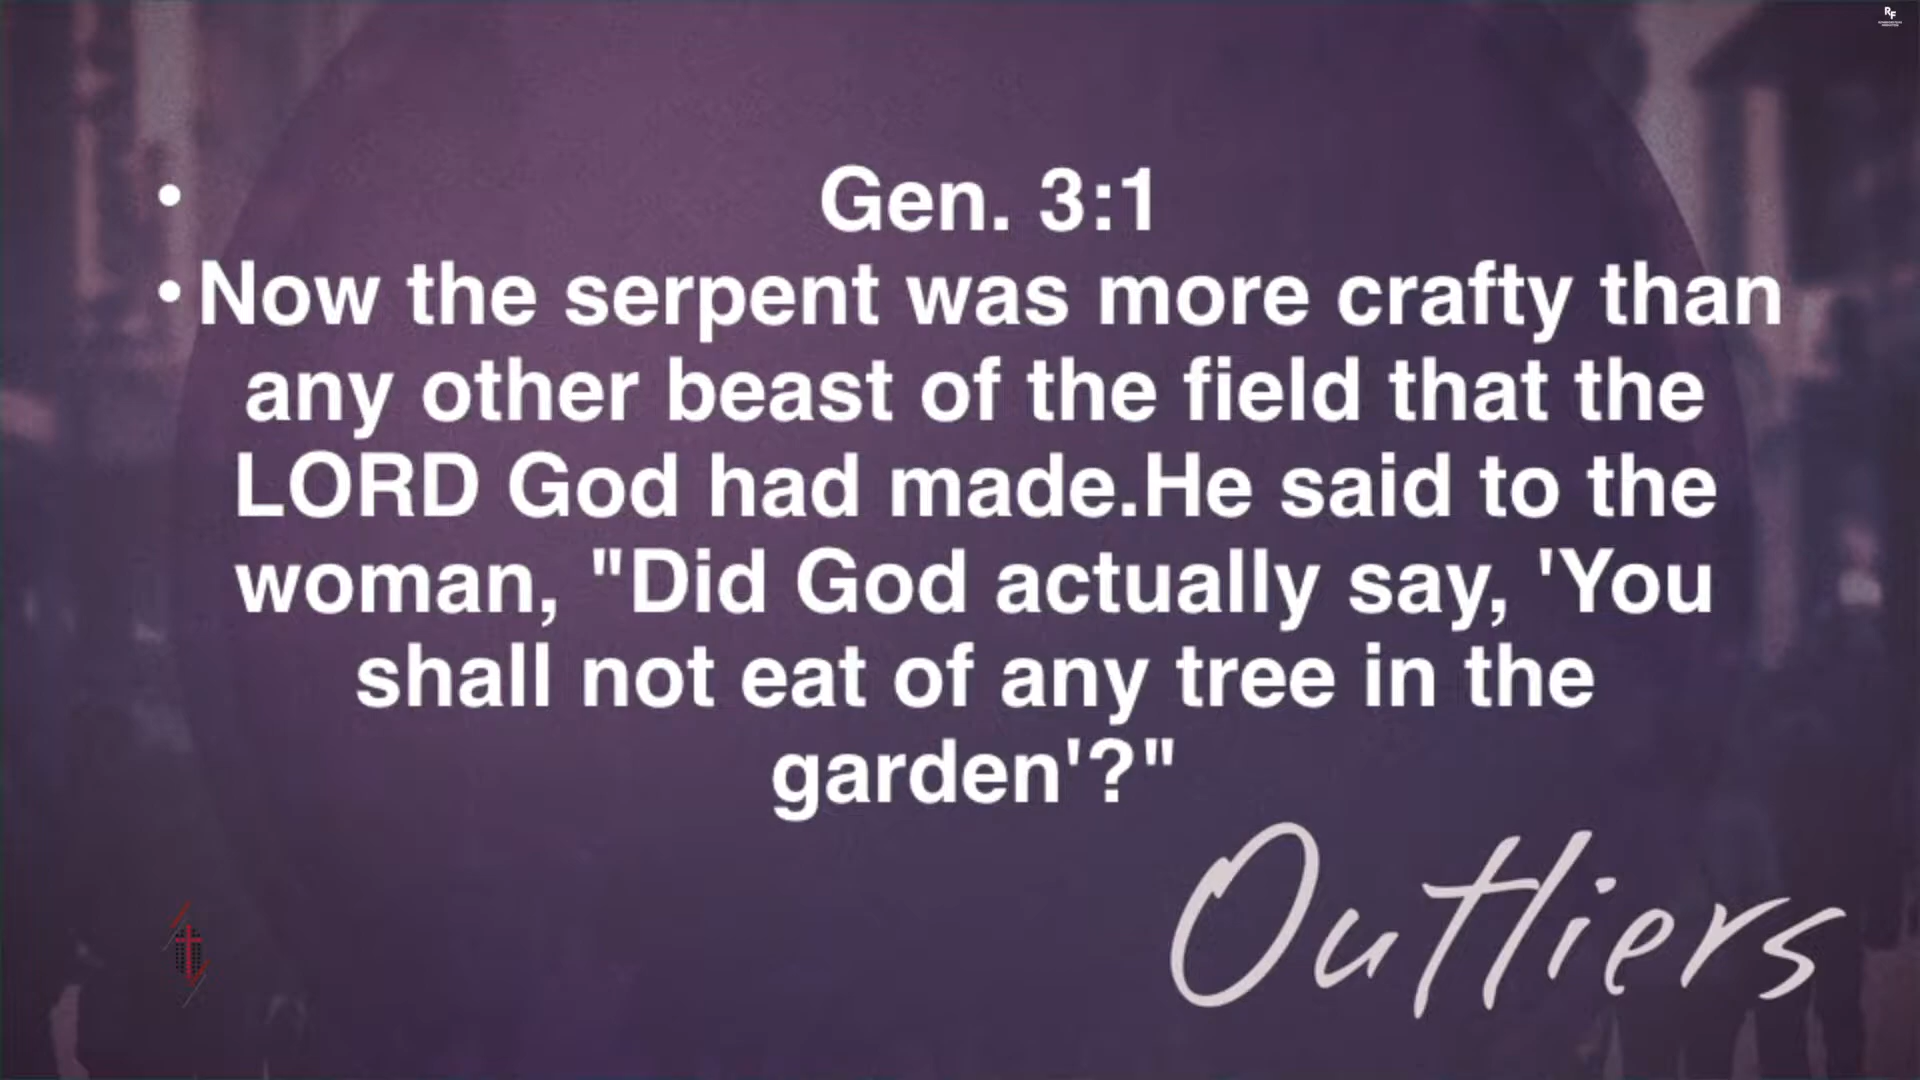 RF
• Gen. 3:1
• Now the serpent was more crafty than
any other beast of the field that the
LORD God had made.He said to the
woman, "Did God actually say, 'You
shall not eat of any tree in the
garden'?"
Outliers